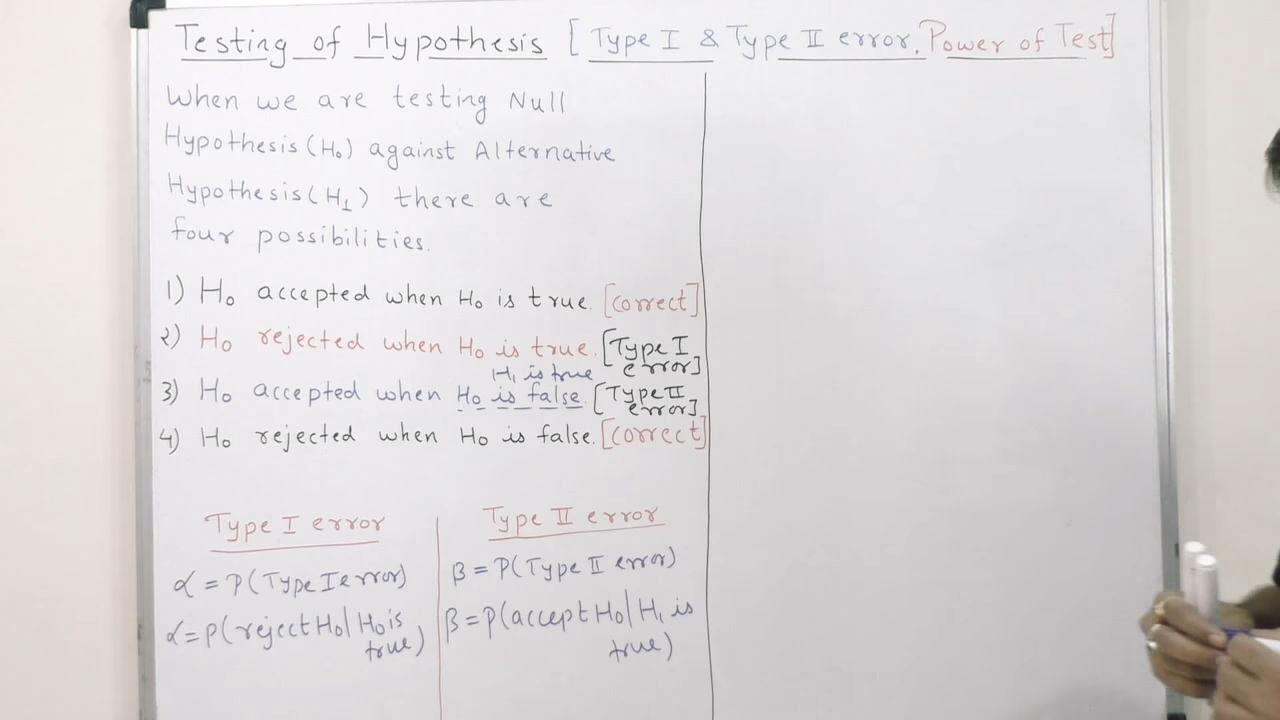 Testing of Hypothesis [Type I & Type II error, Power of Test]
When we are testing Null
Hypothesis (H₀) against Alternative
Hypothesis (H₁) there are
four possibilities.
1) H₀ accepted when H₀ is true. [Correct]
2) H₀ rejected when H₀ is true. [Type I
error]
H₁ is true
3) H₀ accepted when H₀ is false. [Type II
error]
4) H₀ rejected when H₀ is false. [Correct]
Type I error
α = P(Type I error)
α = P(reject H₀ | H₀ is
true)
Type II error
β = P(Type II error)
β = P(accept H₀ | H₁ is
true)